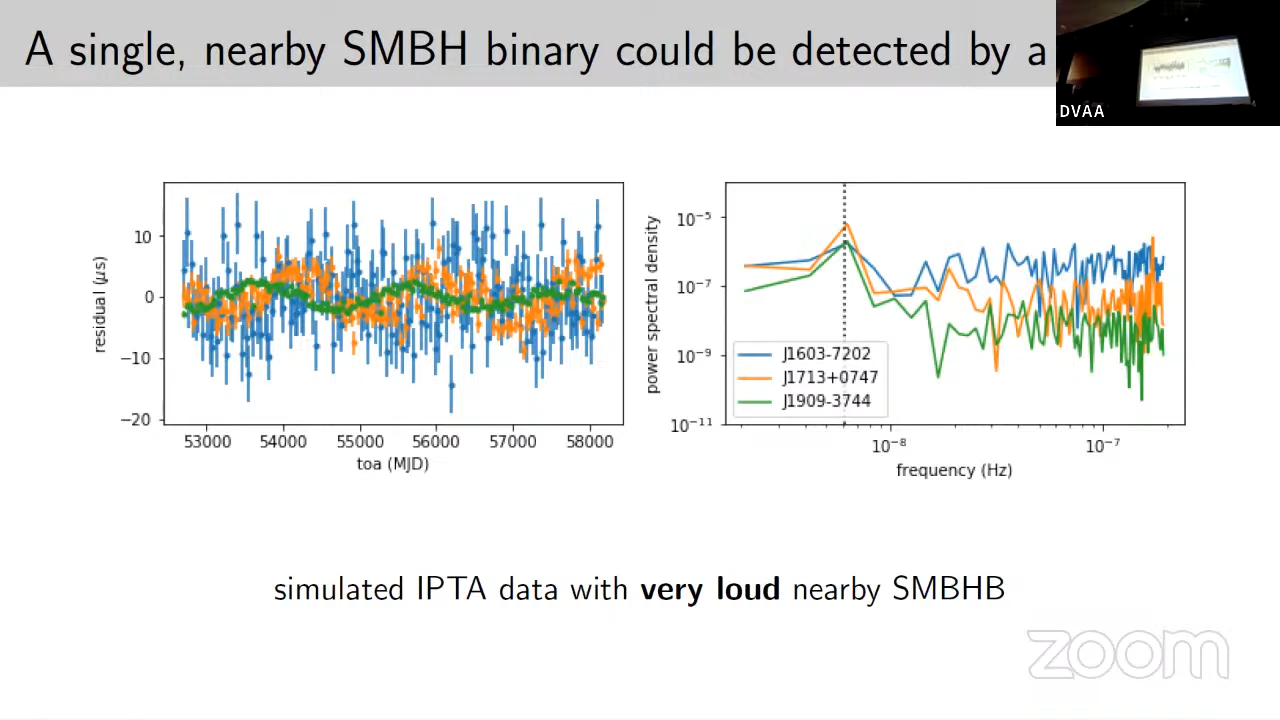 A single, nearby SMBH binary could be detected by a
DVAA
residual (μs)
10
0
−10
−20
53000 54000 55000 56000 57000 58000
toa (MJD)
power spectral density
10⁻⁵
10⁻⁷
10⁻⁹
10⁻¹¹
J1603-7202
J1713+0747
J1909-3744
10⁻⁸ 10⁻⁷
frequency (Hz)
simulated IPTA data with very loud nearby SMBHB
zoom